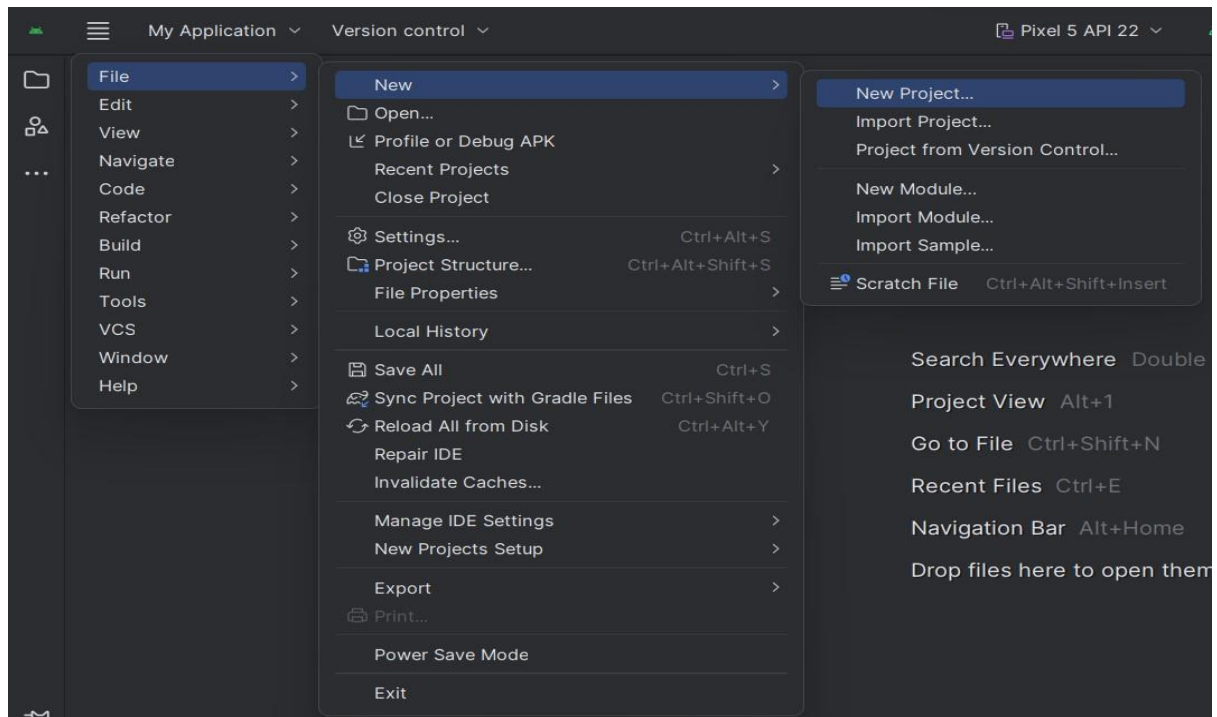 My Application
Version control
Pixel 5 API 22
File
Edit
View
Navigate
Code
Refactor
Build
Run
Tools
VCS
Window
Help
New
Open...
Profile or Debug APK
Recent Projects
Close Project
Settings... Ctrl+Alt+S
Project Structure... Ctrl+Alt+Shift+S
File Properties
Local History
Save All Ctrl+S
Sync Project with Gradle Files Ctrl+Shift+O
Reload All from Disk Ctrl+Alt+Y
Repair IDE
Invalidate Caches...
Manage IDE Settings
New Projects Setup
Export
Print...
Power Save Mode
Exit
New Project...
Import Project...
Project from Version Control...
New Module...
Import Module...
Import Sample...
Scratch File Ctrl+Alt+Shift+Insert
Search Everywhere Double
Project View Alt+1
Go to File Ctrl+Shift+N
Recent Files Ctrl+E
Navigation Bar Alt+Home
Drop files here to open them